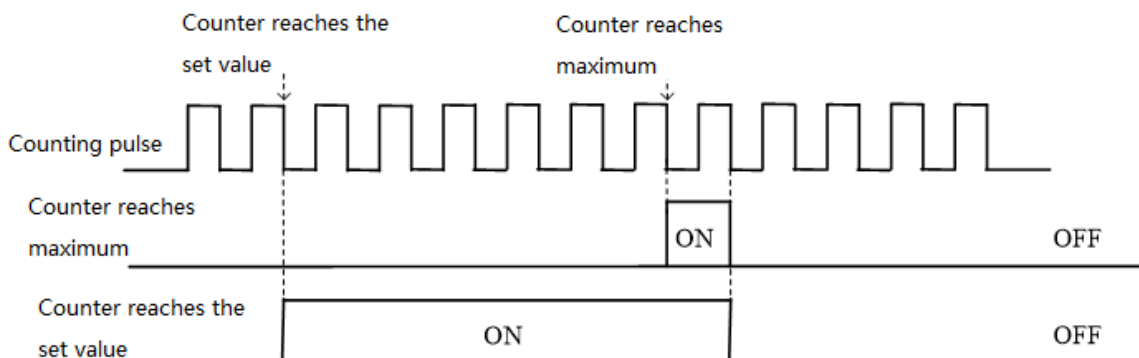 Counter reaches the
set value
Counter reaches
maximum
Counting pulse
Counter reaches
maximum
ON
OFF
Counter reaches the
set value
ON
OFF